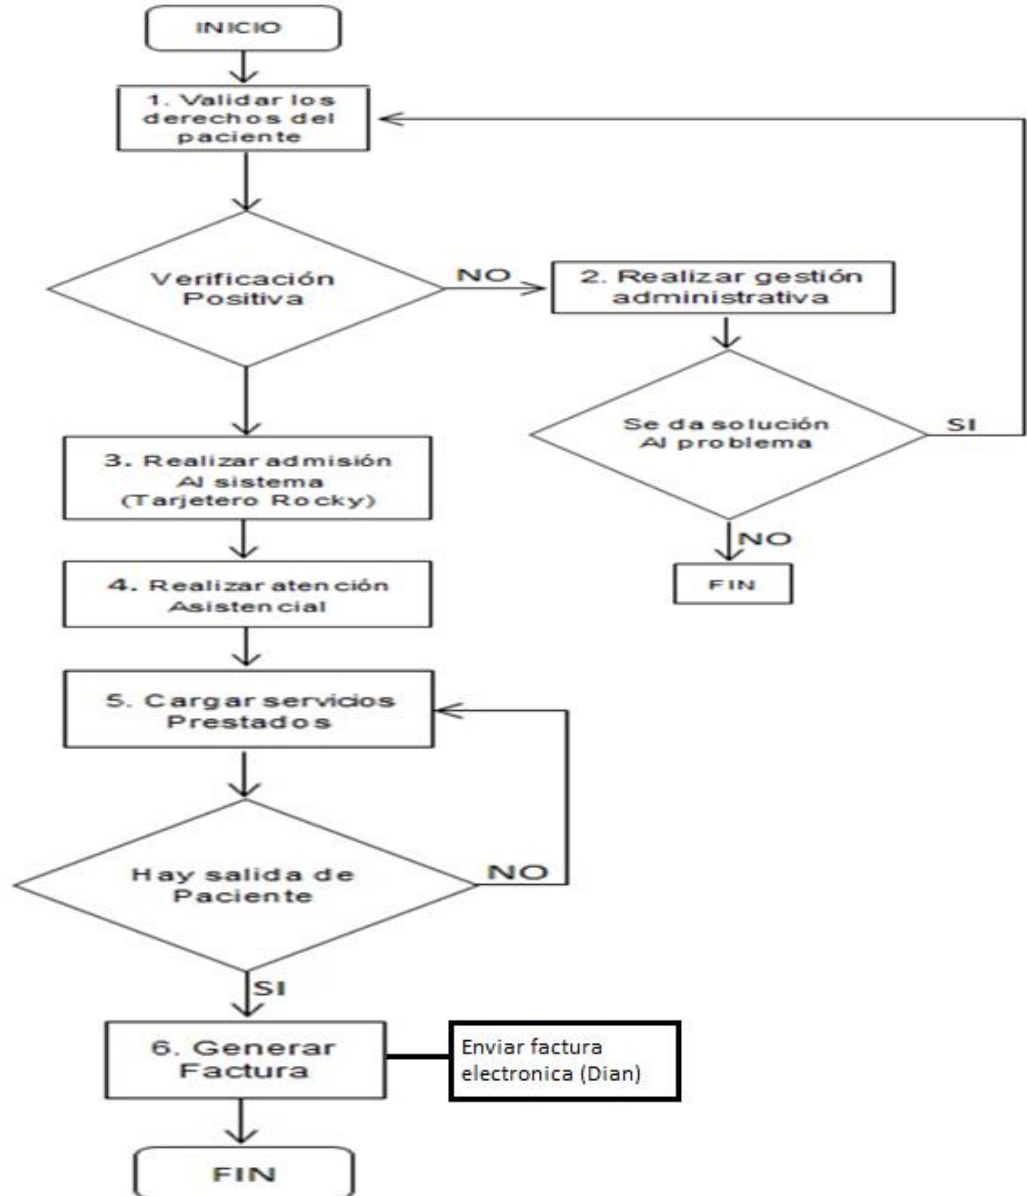 INICIO
1. Validar los
derechos del
paciente
Verificación
Positiva
NO
2. Realizar gestión
administrativa
Se da solución
Al problema
SI
NO
FIN
3. Realizar admisión
Al sistema
(Tarjetero Rocky)
4. Realizar atención
Asistencial
5. Cargar servicios
Prestados
Hay salida de
Paciente
NO
SI
6. Generar
Factura
Enviar factura
electronica (Dian)
FIN